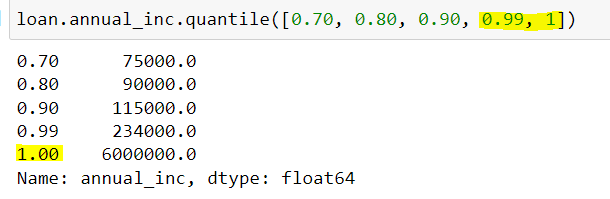 loan.annual_inc.quantile([0.70, 0.80, 0.90, 0.99, 1])
0.70 75000.0
0.80 90000.0
0.90 115000.0
0.99 234000.0
1.00 6000000.0
Name: annual_inc, dtype: float64